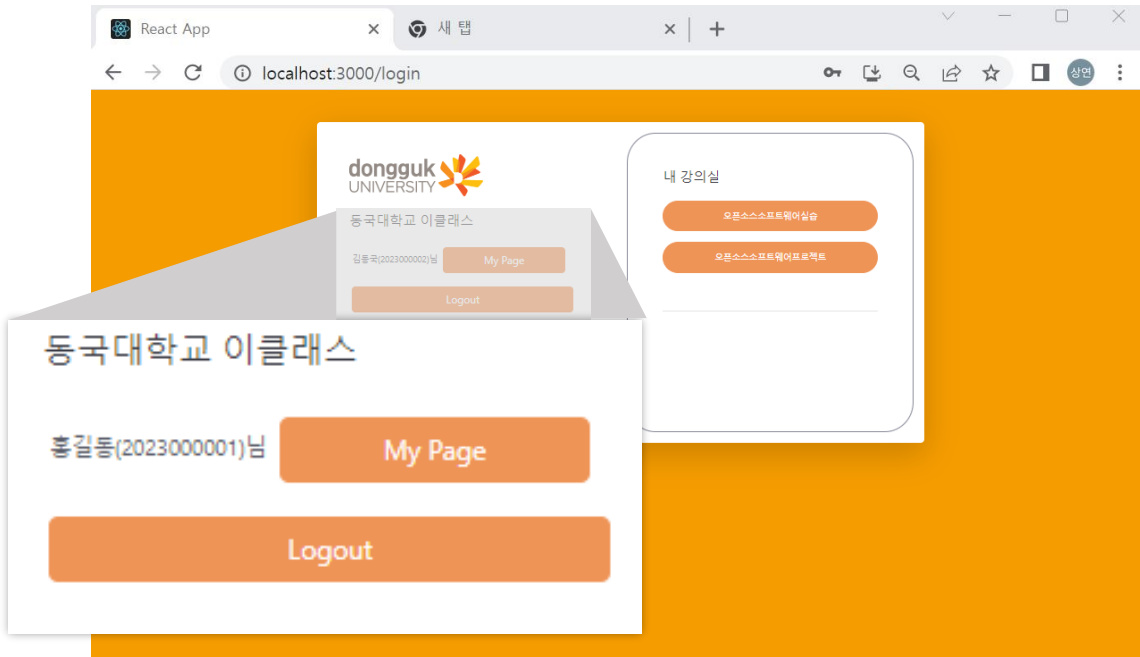 React App
새 탭
localhost:3000/login
상연
dongguk
UNIVERSITY
동국대학교 이클래스
김동국(2023000002)님 My Page
Logout
내 강의실
오픈소스소프트웨어실습
오픈소스소프트웨어프로젝트
동국대학교 이클래스
홍길동(2023000001)님 My Page
Logout